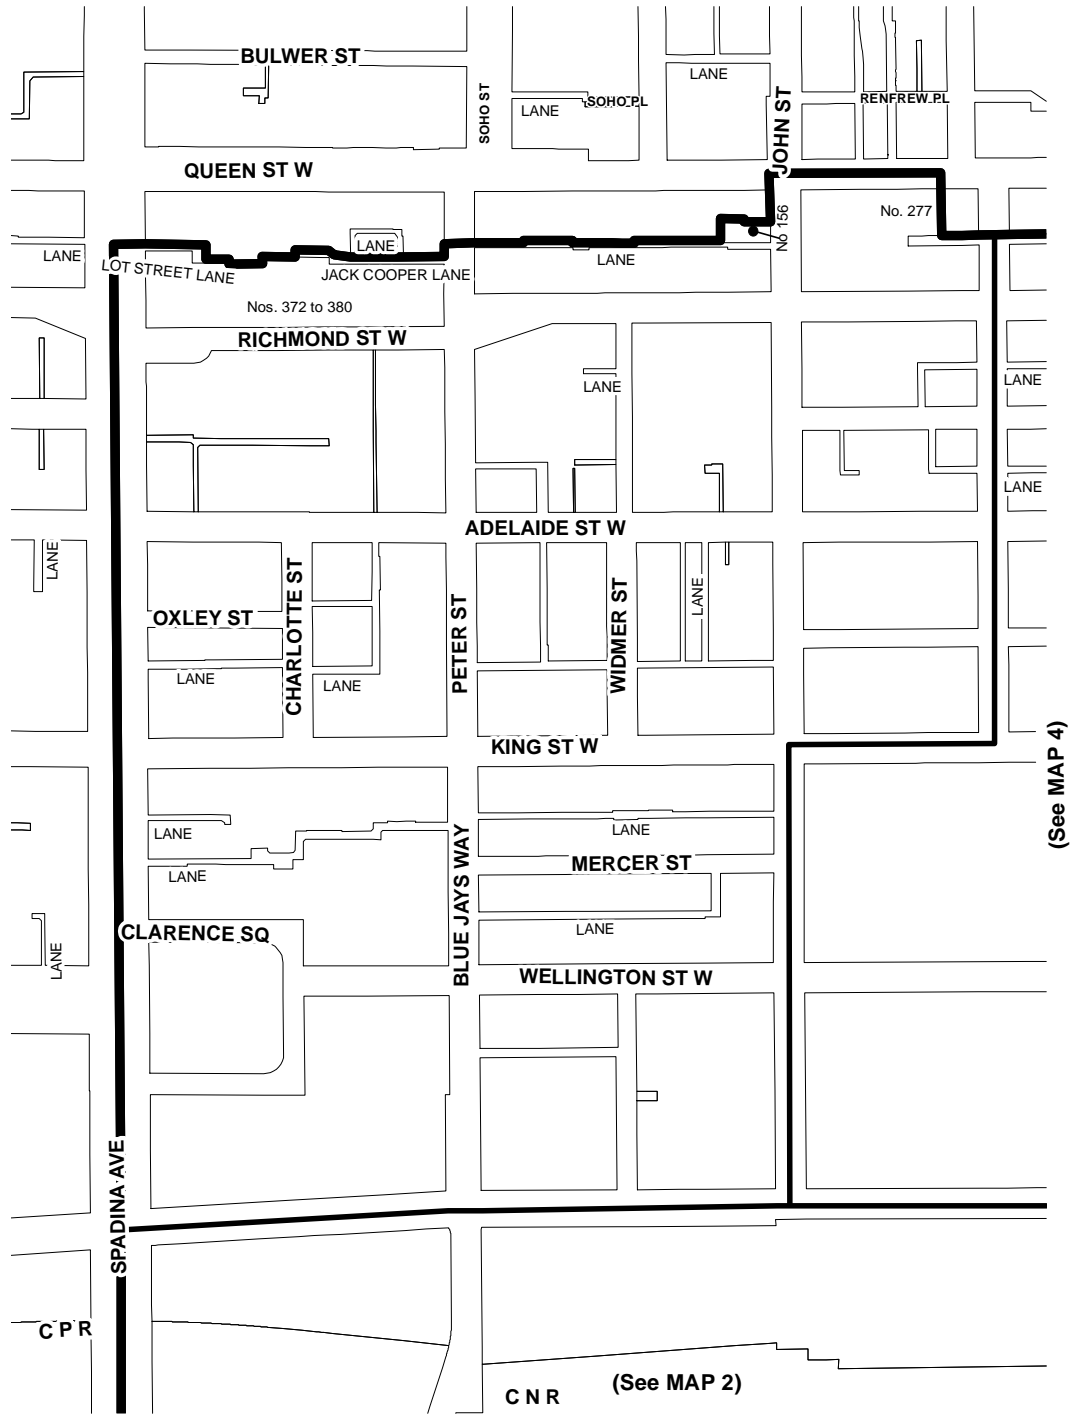 BULWER ST
LANE
SOHO ST
LANE
SOHO PL
JOHN ST
RENFREW PL
QUEEN ST W
No 156
No. 277
LANE
LANE
LOT STREET LANE
JACK COOPER LANE
LANE
Nos. 372 to 380
RICHMOND ST W
LANE
LANE
LANE
ADELAIDE ST W
LANE
CHARLOTTE ST
OXLEY ST
PETER ST
WIDMER ST
LANE
LANE
LANE
KING ST W
(See MAP 4)
LANE
LANE
BLUE JAYS WAY
MERCER ST
LANE
CLARENCE SQ
LANE
LANE
WELLINGTON ST W
SPADINA AVE
C P R
(See MAP 2)
C N R